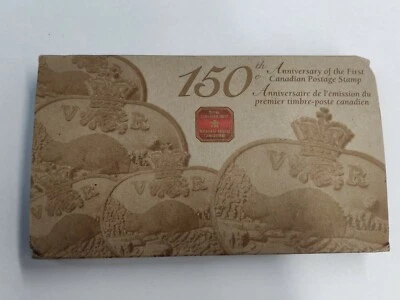 150th Anniversary of the First
Canadian Postage Stamp
e Anniversaire de l'émission du
premier timbre-poste canadien
V R
V R
V R